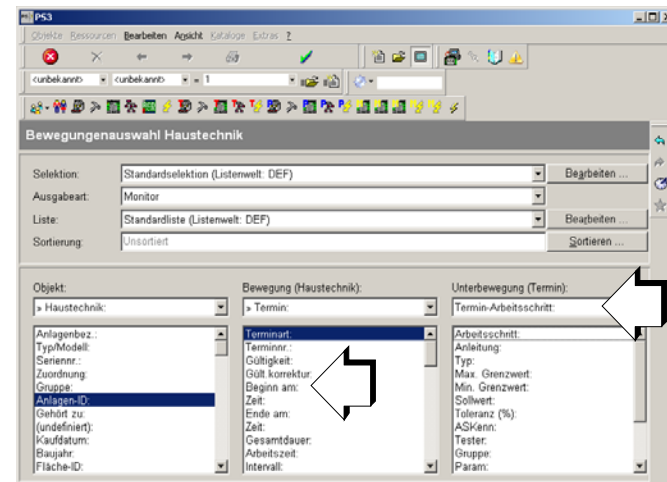 PS3
Objekte Ressourcen Bearbeiten Ansicht Kataloge Extras ?
<unbekannt> <unbekannt> = 1
Bewegungenauswahl Haustechnik
Selektion: Standardselektion (Listenwelt: DEF) Bearbeiten ...
Ausgabeart: Monitor
Liste: Standardliste (Listenwelt: DEF) Bearbeiten ...
Sortierung: Unsortiert Sortieren ...
Objekt: Bewegung (Haustechnik): Unterbewegung (Termin):
» Haustechnik: » Termin: Termin-Arbeitsschritt:
Anlagenbez.: Terminart: Arbeitsschritt:
Typ/Modell: Terminnr.: Anleitung:
Seriennr.: Gültigkeit: Typ:
Zuordnung: Gült.korrektur: Max. Grenzwert:
Gruppe: Beginn am: Min. Grenzwert:
Anlagen-ID: Zeit: Sollwert:
Gehört zu: Ende am: Toleranz (%):
(undefiniert): Zeit: ASKenn:
Kaufdatum: Gesamtdauer: Tester:
Baujahr: Arbeitszeit: Gruppe:
Fläche-ID: Intervall: Param: